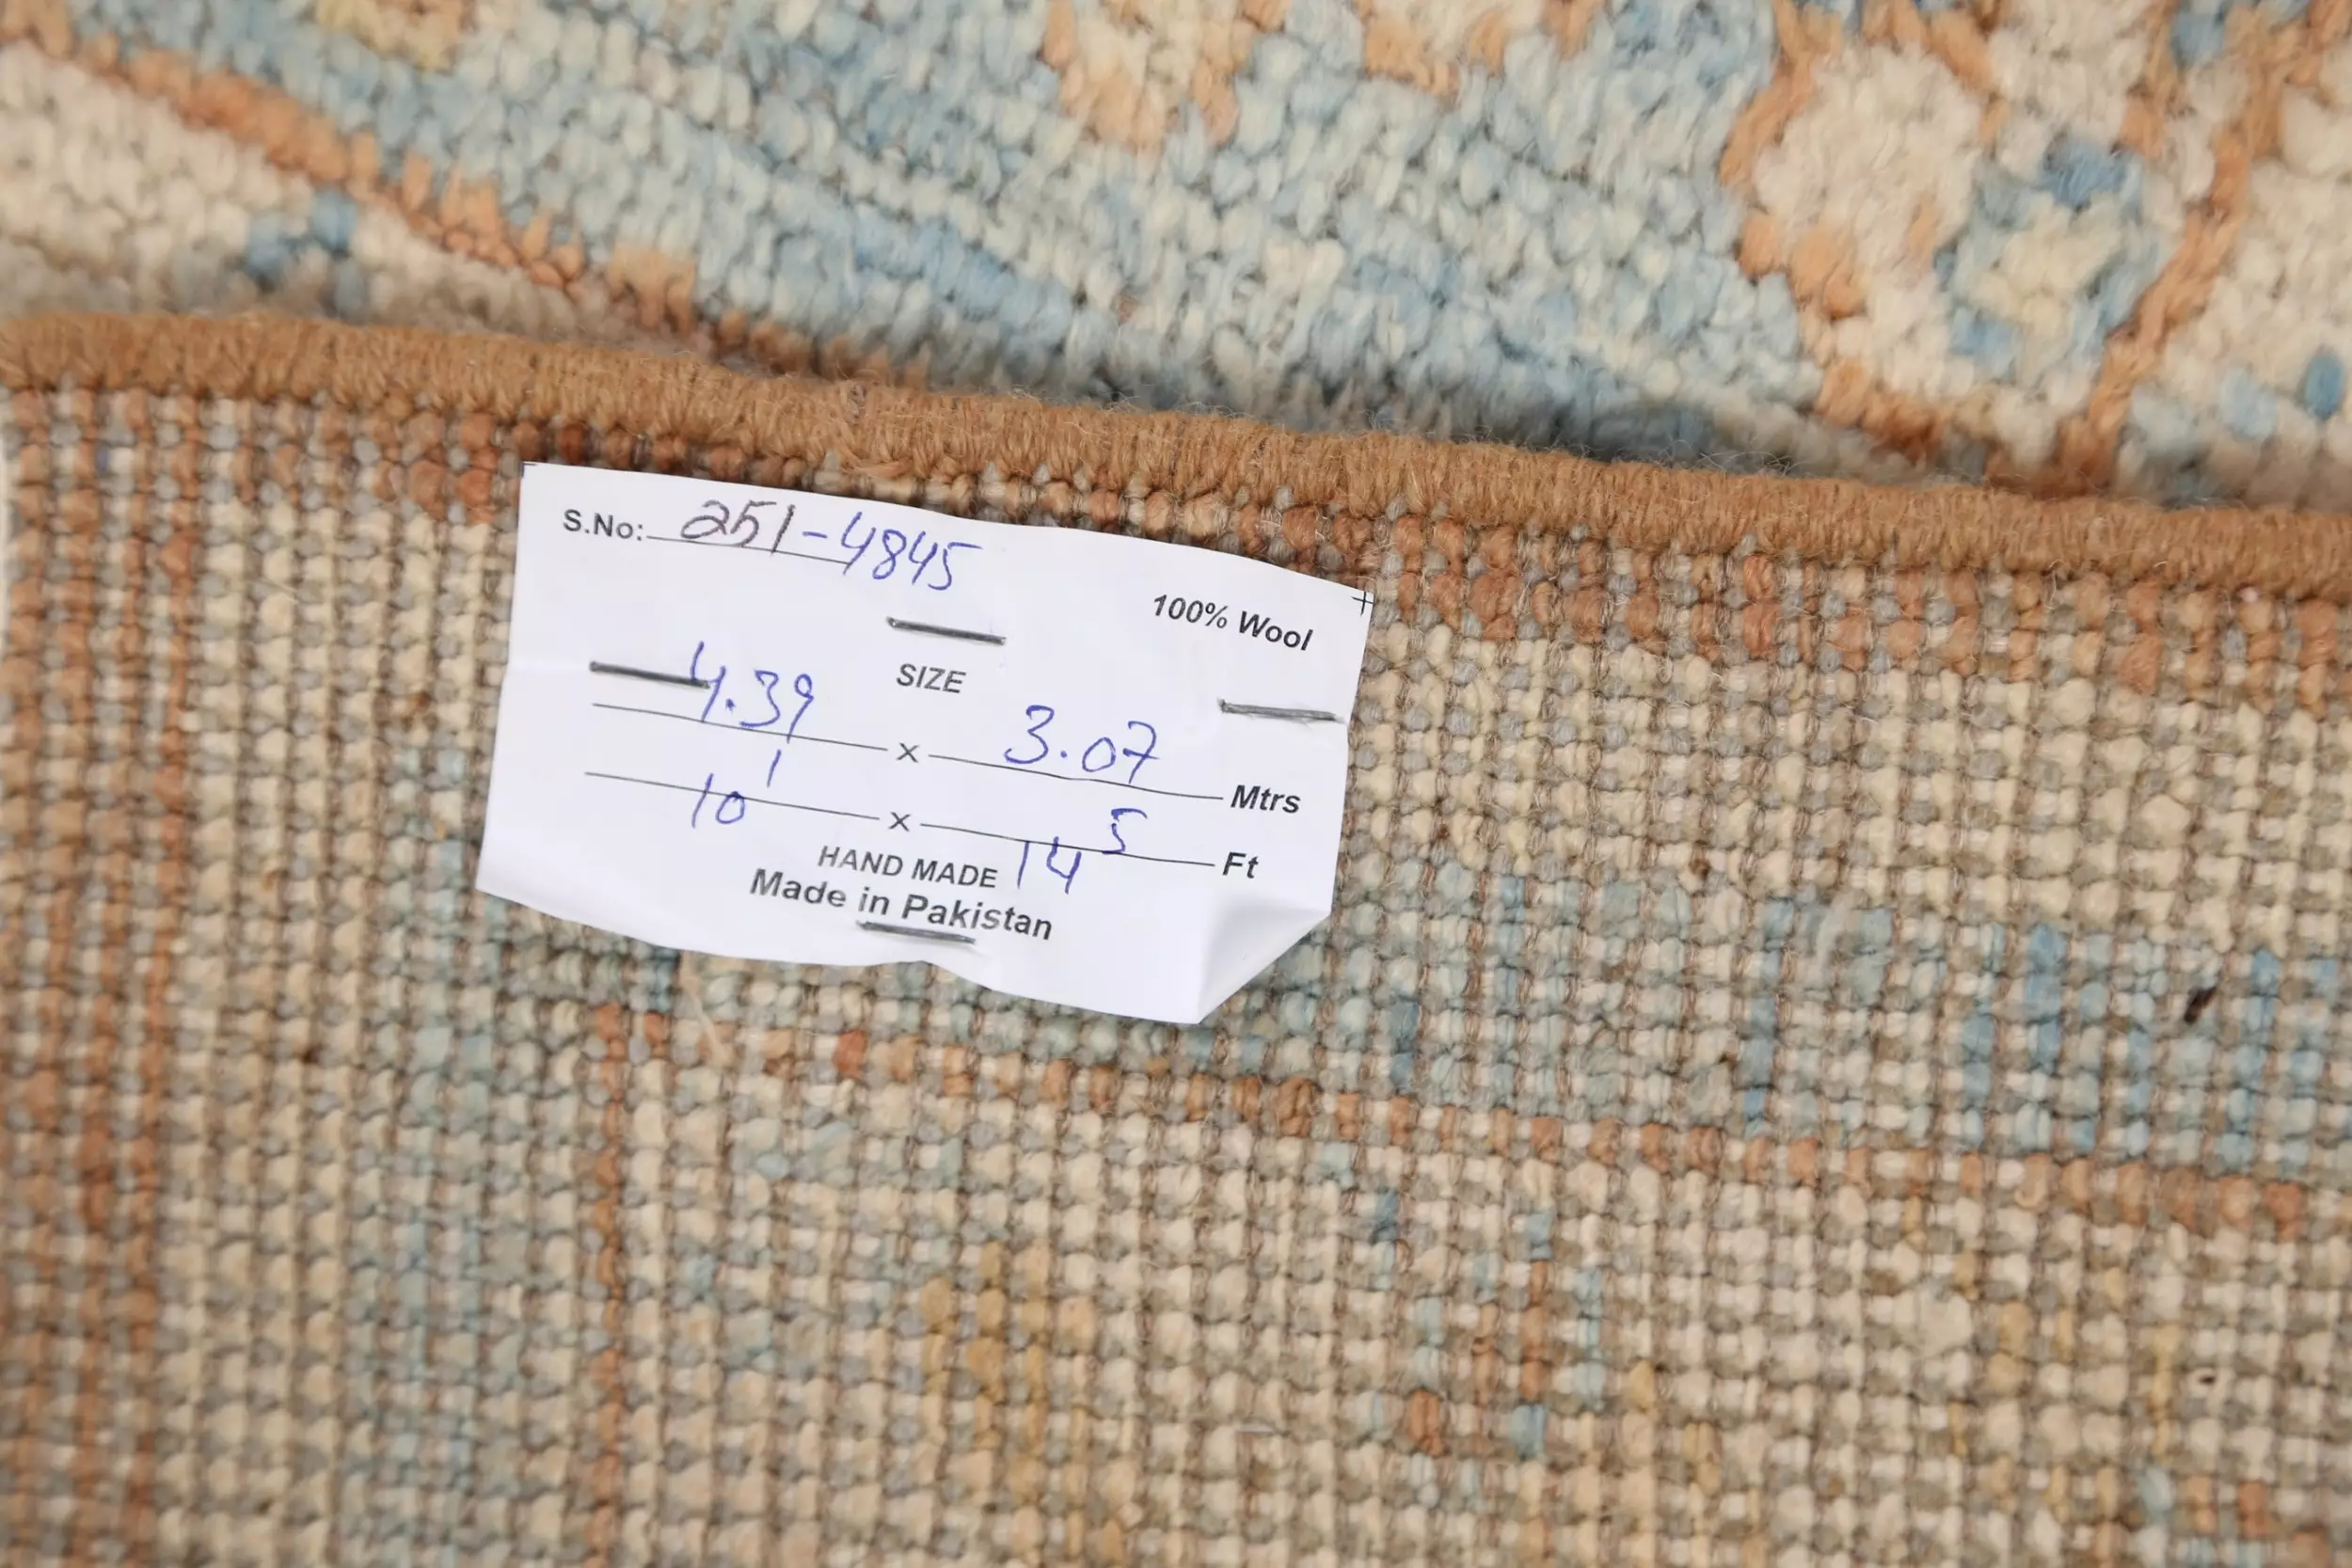 S.No: 251-4845
100% Wool
SIZE
4.39 x 3.07 Mtrs
10 1 x 14 5 Ft
HAND MADE
Made in Pakistan